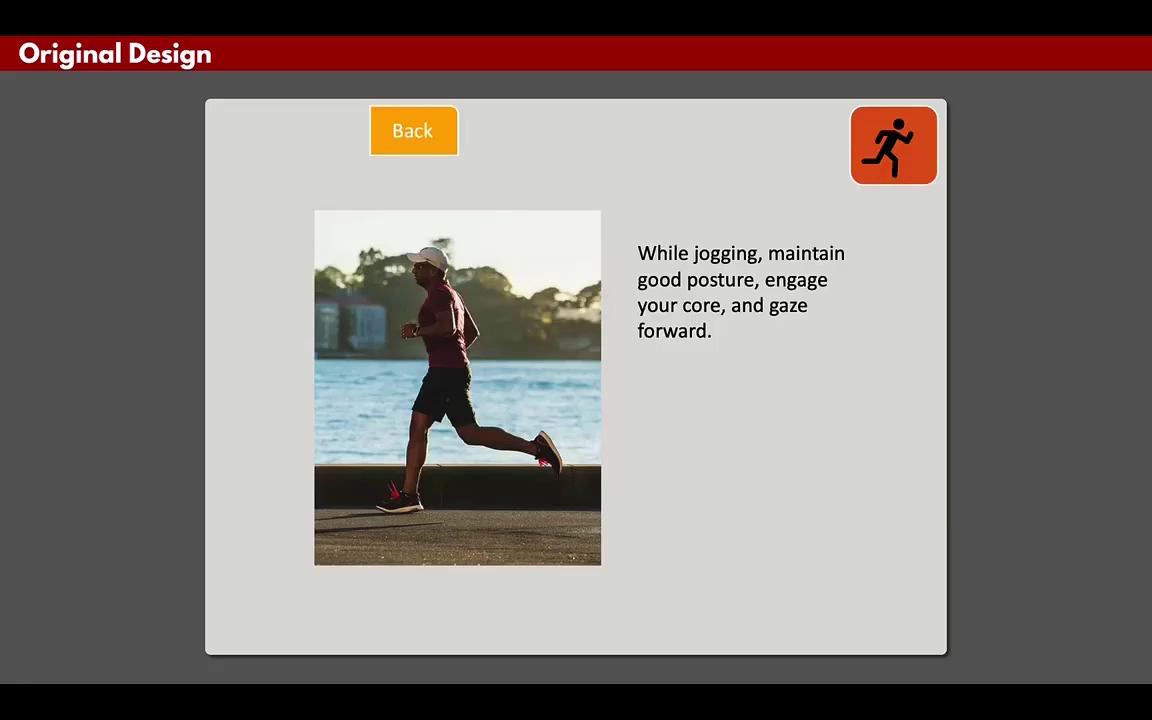 Original Design
Back
While jogging, maintain
good posture, engage
your core, and gaze
forward.